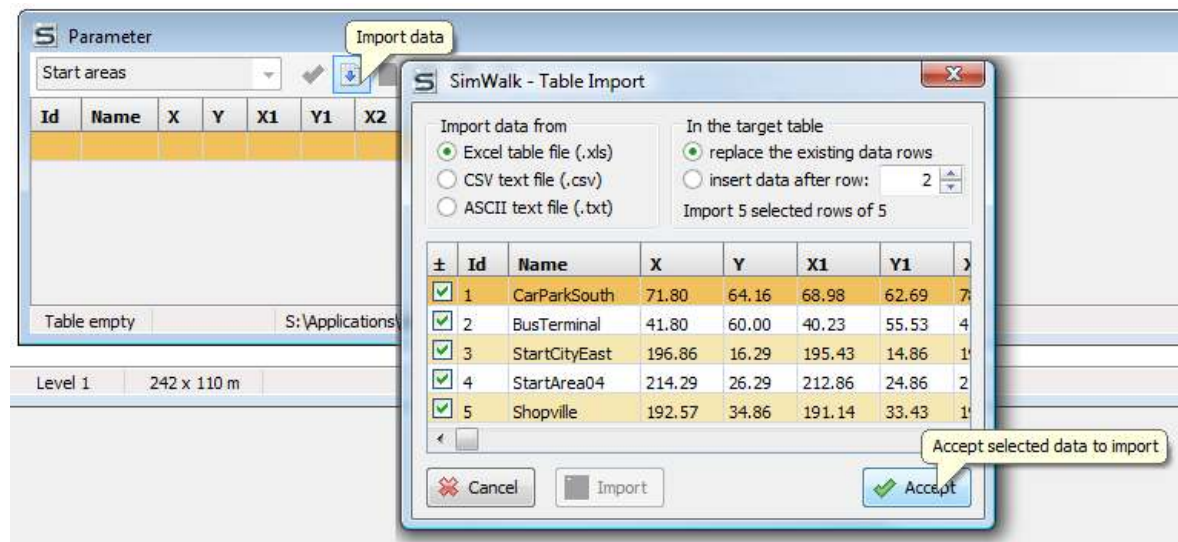 Parameter
Import data
Start areas
Id Name X Y X1 Y1 X2
Table empty S:\Applications\
Level 1 242 x 110 m
SimWalk - Table Import
Import data from
Excel table file (.xls)
CSV text file (.csv)
ASCII text file (.txt)
In the target table
replace the existing data rows
insert data after row: 2
Import 5 selected rows of 5
± Id Name X Y X1 Y1
1 CarParkSouth 71.80 64.16 68.98 62.69
2 BusTerminal 41.80 60.00 40.23 55.53 4
3 StartCityEast 196.86 16.29 195.43 14.86
4 StartArea04 214.29 26.29 212.86 24.86 2
5 Shopville 192.57 34.86 191.14 33.43
Accept selected data to import
Cancel Import Accept